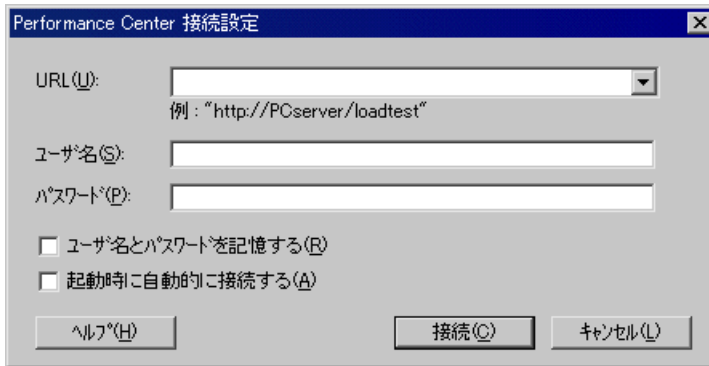 Performance Center 接続設定
URL(U):
例 : "http://PCserver/loadtest"
ユーザ名(S):
パスワード(P):
ユーザ名とパスワードを記憶する(R)
起動時に自動的に接続する(A)
ヘルプ(H) 接続(C) キャンセル(L)